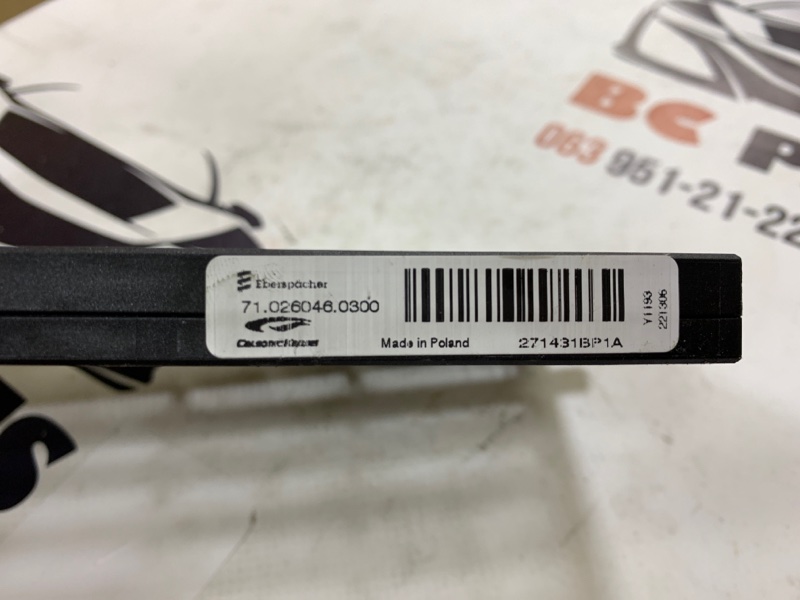 BC P
063 951-21-22
Eberspächer
71.026046.0300
Made in Poland
271431BP1A
Y1193
221306
S